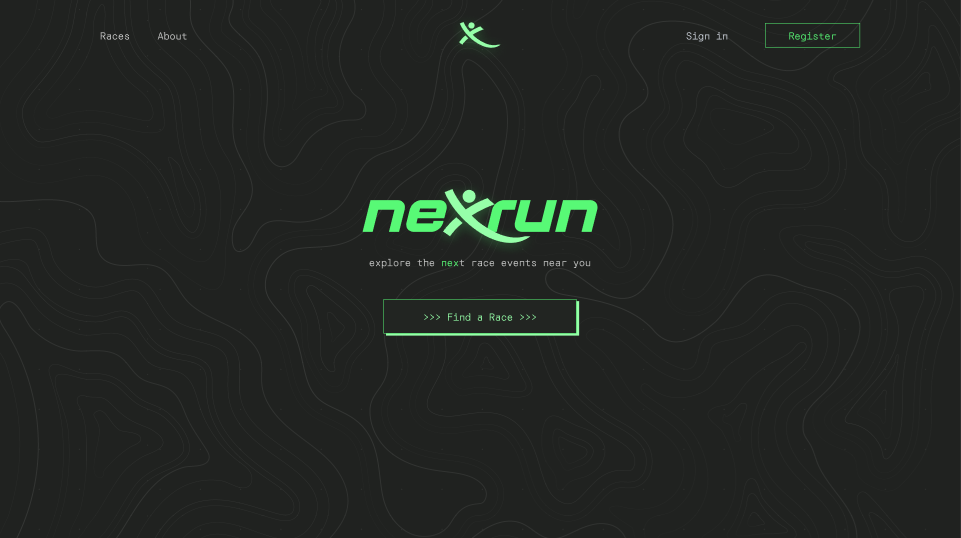 Races
About
Sign in
Register
nexrun
explore the next race events near you
>>> Find a Race >>>